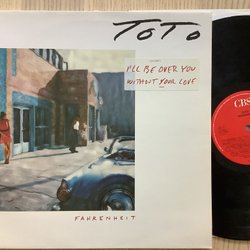 TOTO
I'LL BE OVER YOU
WITHOUT YOUR LOVE
FAHRENHEIT
CBS